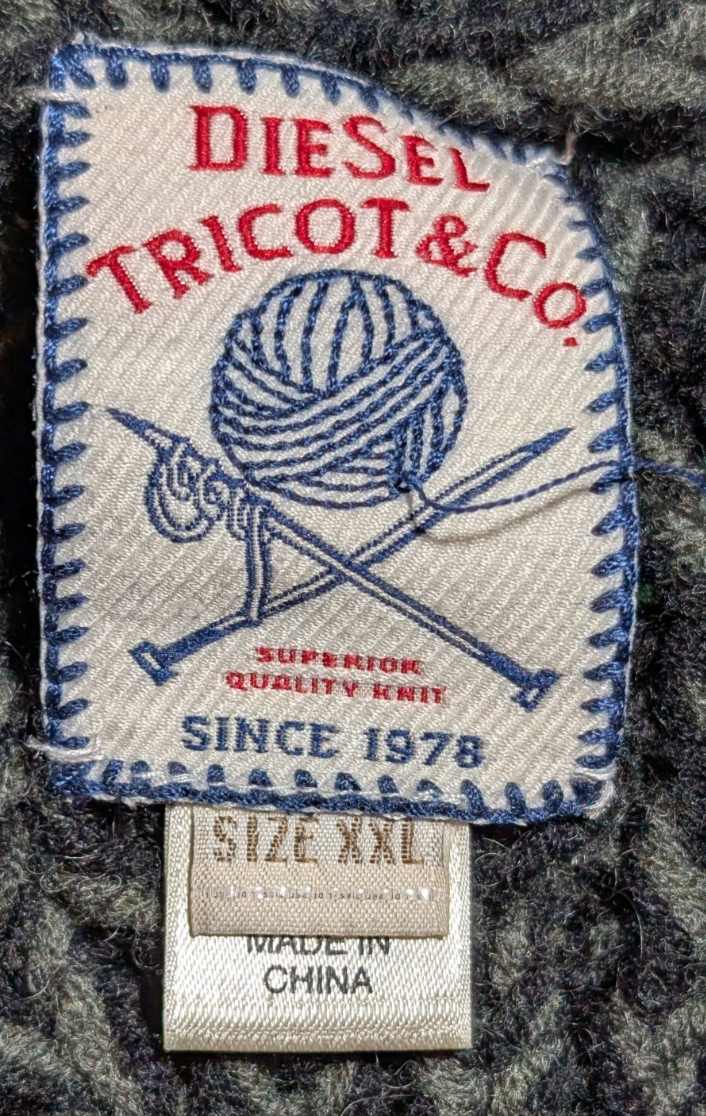 DIESEL
TRICOT & CO.
SUPERIOR
QUALITY KNIT
SINCE 1978
SIZE XXL
MADE IN
CHINA